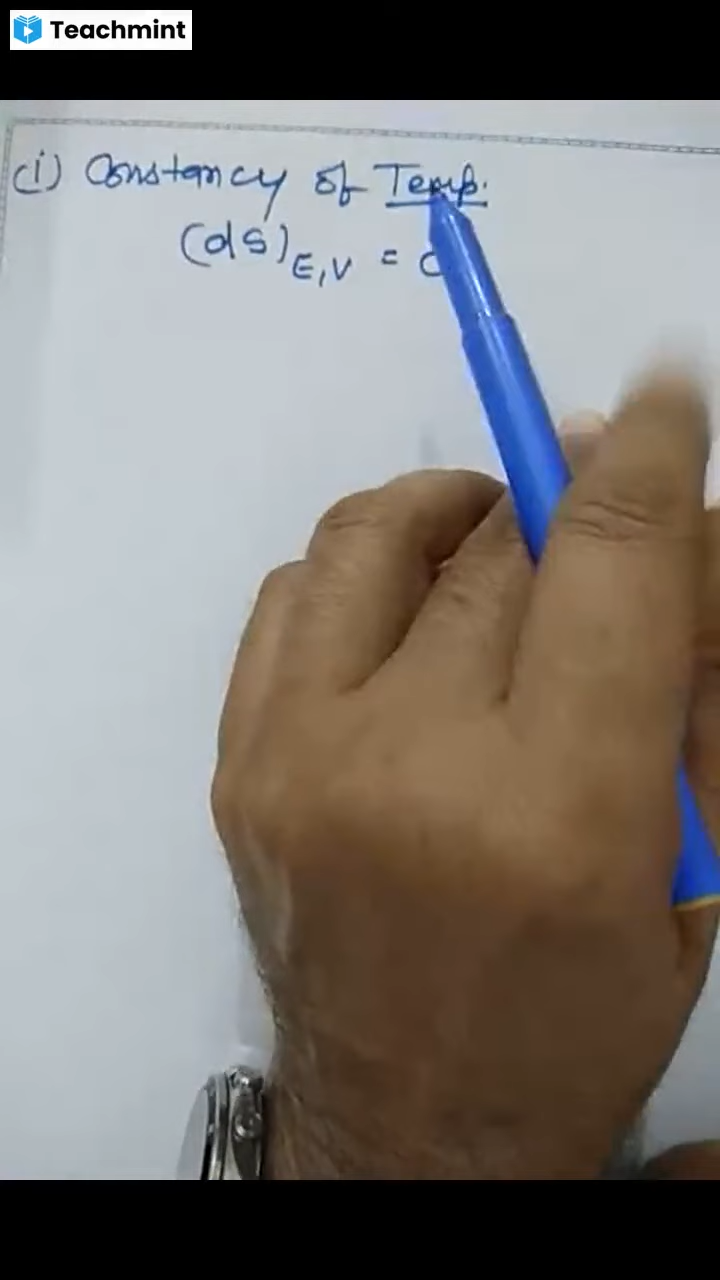 Teachmint
(i) Constancy of Temp.
(dS)E,V =